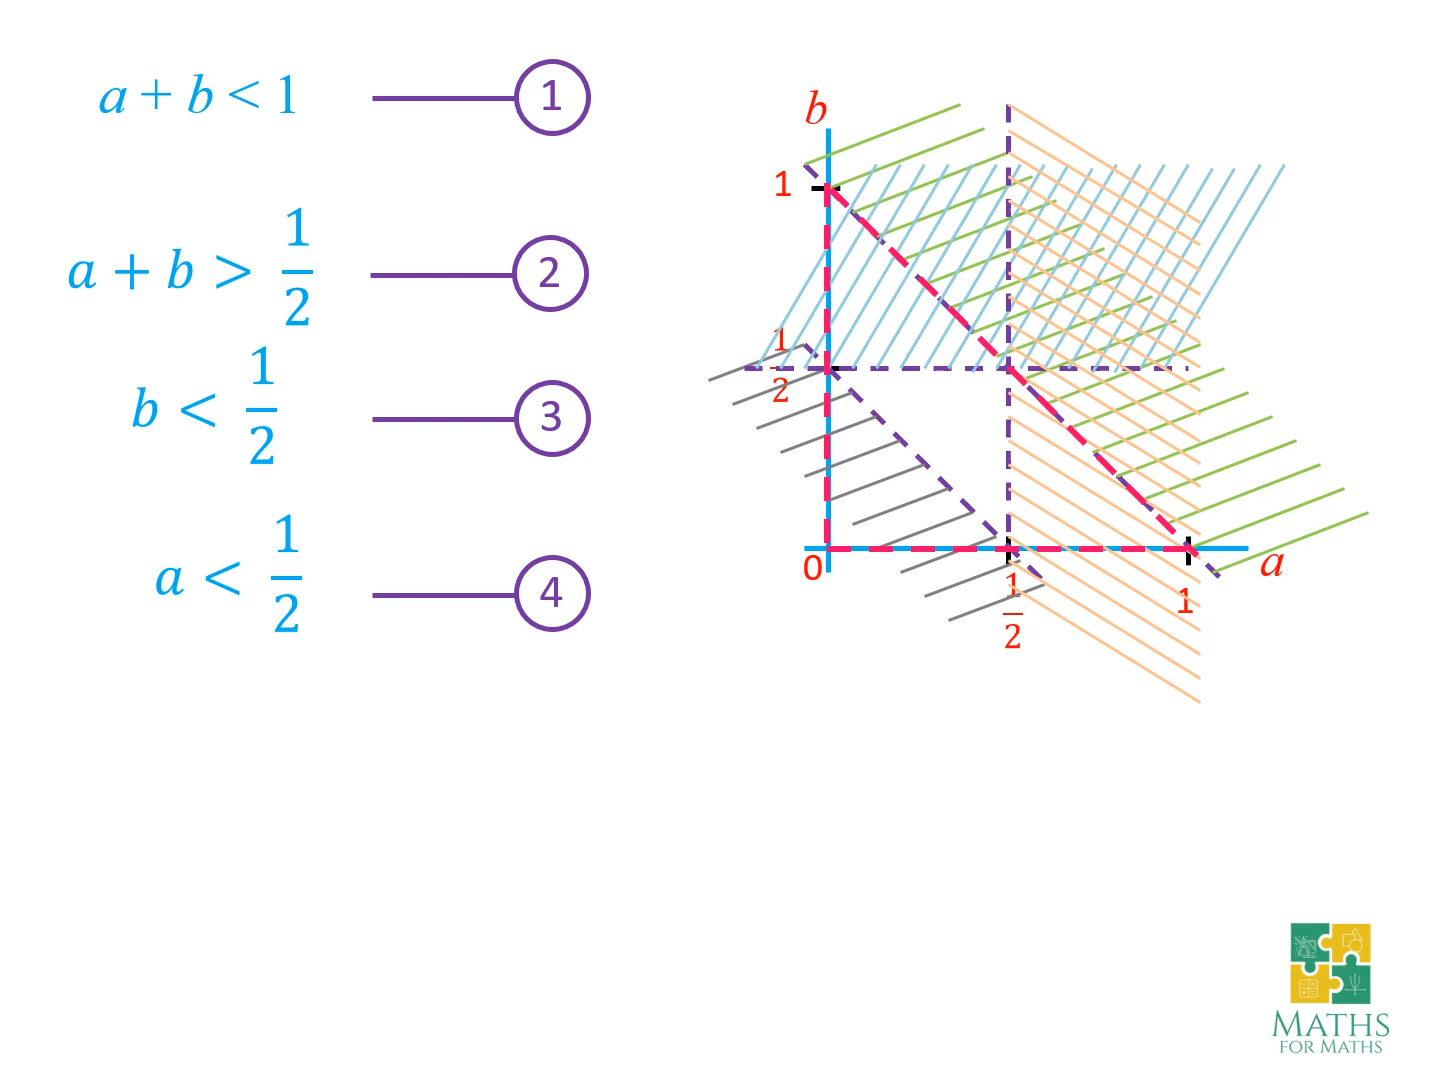 a + b < 1
1
a + b > 1/2
2
b < 1/2
3
a < 1/2
4
b
1
1/2
0
1/2
1
a
MATHS
FOR MATHS